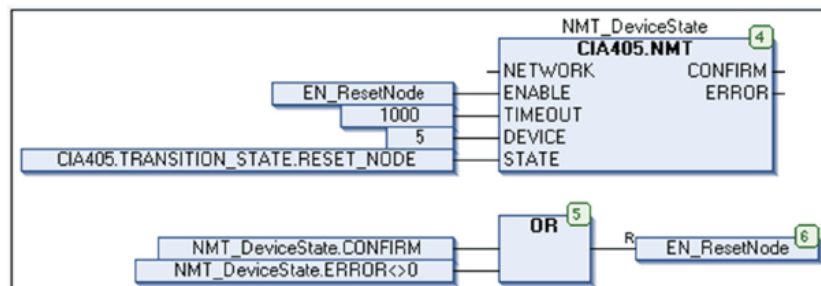 NMT_DeviceState
4
CIA405.NMT
NETWORK CONFIRM
EN_ResetNode ENABLE ERROR
1000 TIMEOUT
5 DEVICE
CIA405.TRANSITION_STATE.RESET_NODE STATE
5
OR
6
NMT_DeviceState.CONFIRM R EN_ResetNode
NMT_DeviceState.ERROR<>0